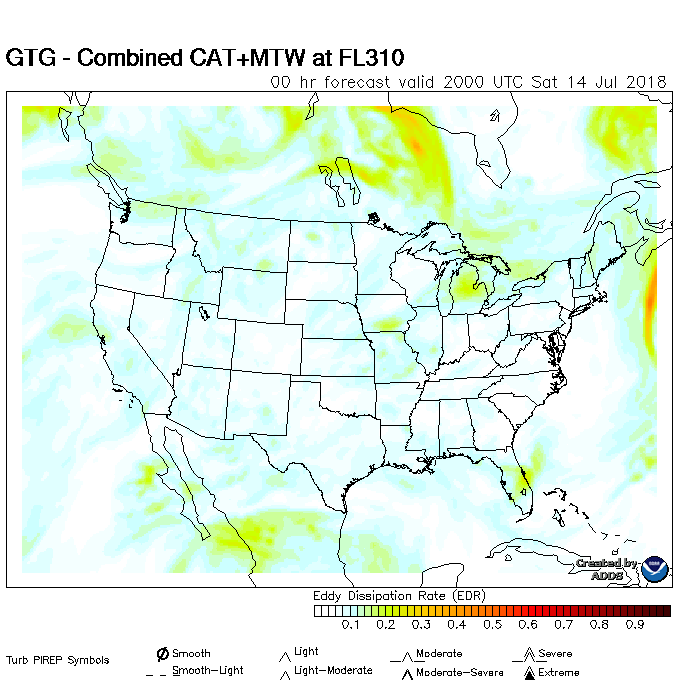 GTG - Combined CAT+MTW at FL310
00 hr forecast valid 2000 UTC Sat 14 Jul 2018
Created by
ADDS
Eddy Dissipation Rate (EDR)
0.1 0.2 0.3 0.4 0.5 0.6 0.7 0.8 0.9
Turb PIREP Symbols
Smooth Light Moderate Severe
Smooth-Light Light-Moderate Moderate-Severe Extreme